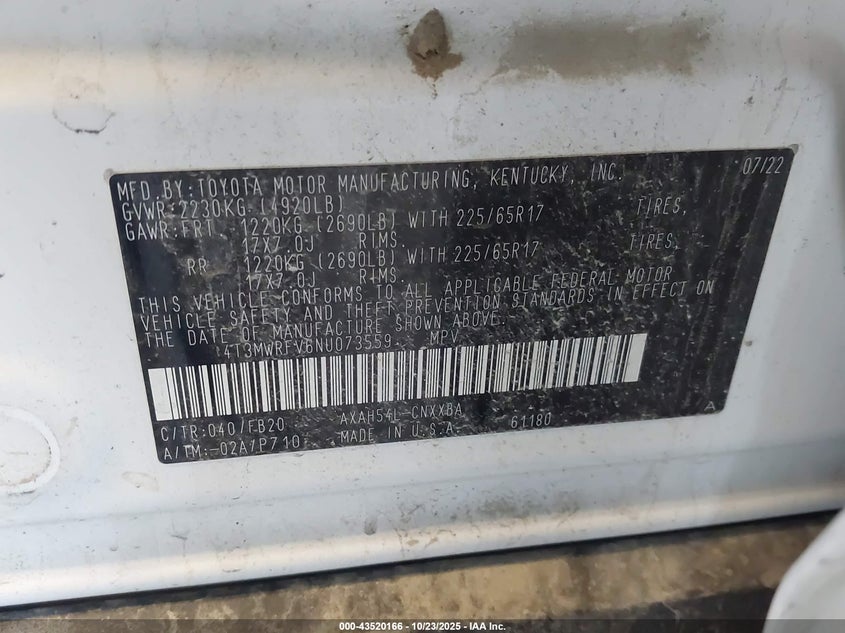 MFD.BY:TOYOTA MOTOR MANUFACTURING, KENTUCKY, INC. 07/22
GVWR:2230KG (4920LB)
GAWR:FRT. 1220KG (2690LB) WITH 225/65R17 TIRES,
17X7.0J RIMS.
RR 1220KG (2690LB) WITH 225/65R17 TIRES,
17X7.0J RIMS.
THIS VEHICLE CONFORMS TO ALL APPLICABLE FEDERAL MOTOR
VEHICLE SAFETY AND THEFT PREVENTION STANDARDS IN EFFECT ON
THE DATE OF MANUFACTURE SHOWN ABOVE.
4T3MWRFV6NU073559 MPV
C/TR:040/FB20 AXAH54L-CNXXBA
A/TM:-02A/P710 MADE IN U.S.A. 61180 A
000-43520166 - 10/23/2025 - IAA Inc.